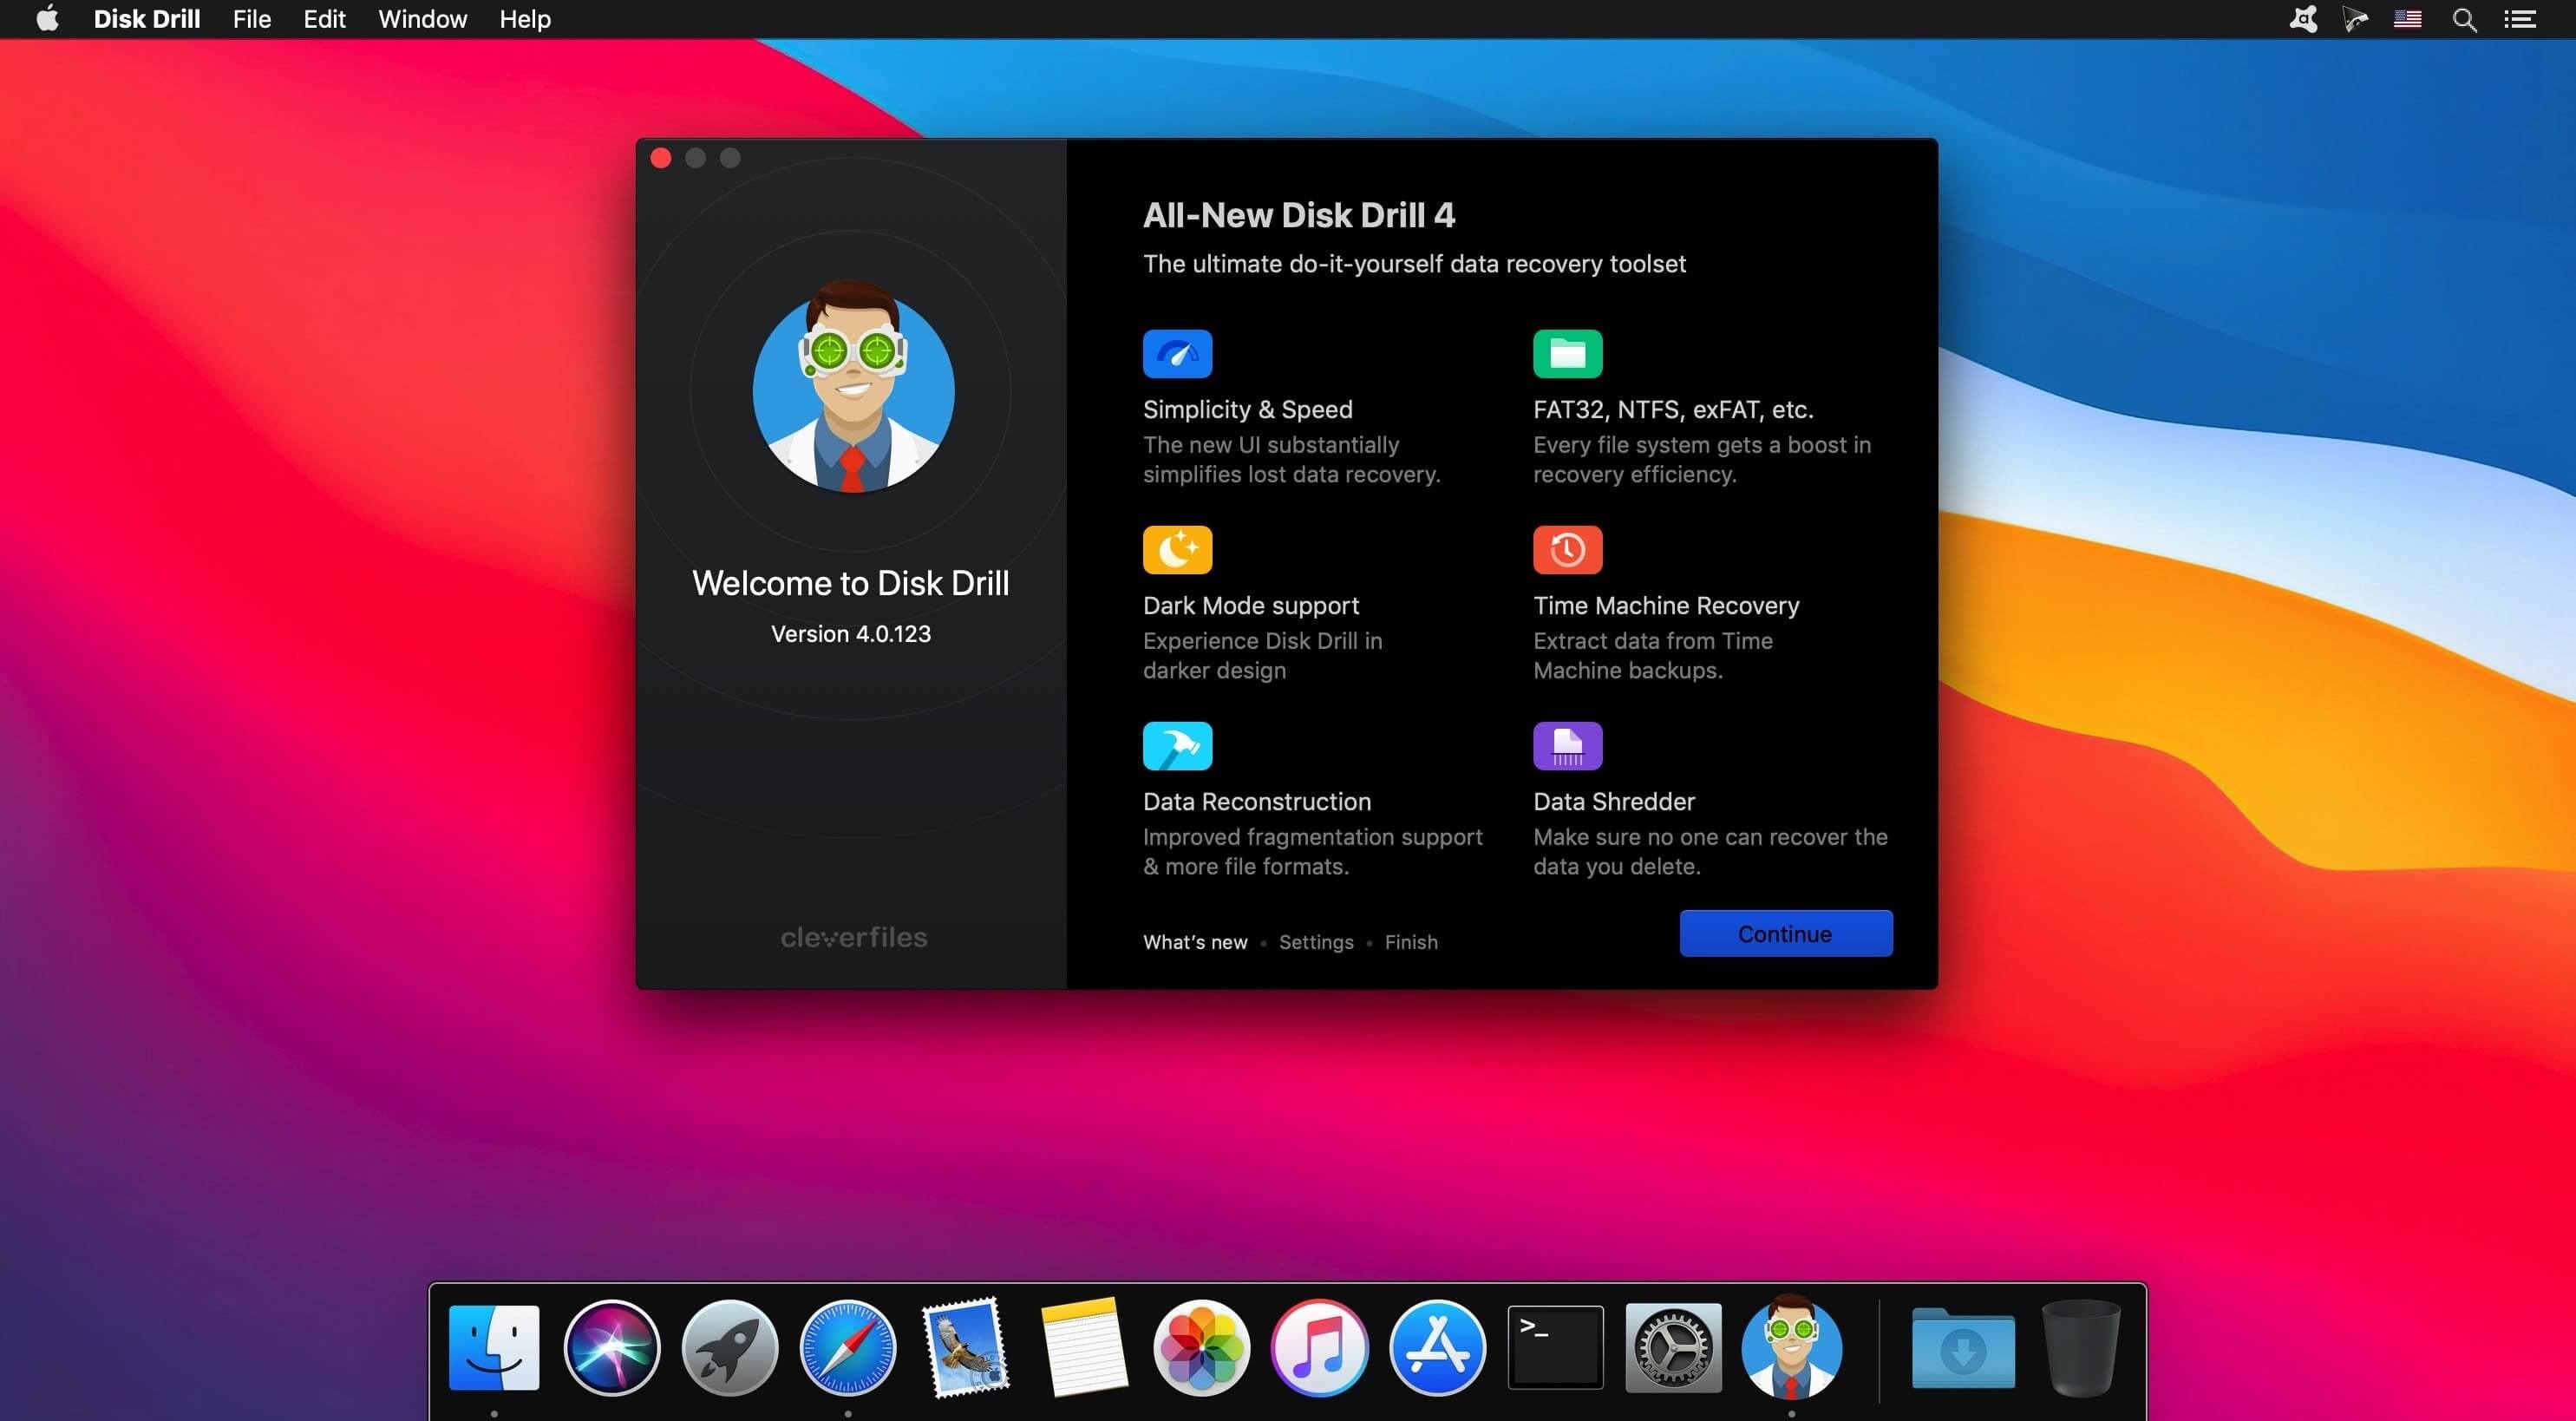 Disk Drill File Edit Window Help
Welcome to Disk Drill
Version 4.0.123
cleverfiles
All-New Disk Drill 4
The ultimate do-it-yourself data recovery toolset
Simplicity & Speed
The new UI substantially
simplifies lost data recovery.
FAT32, NTFS, exFAT, etc.
Every file system gets a boost in
recovery efficiency.
Dark Mode support
Experience Disk Drill in
darker design
Time Machine Recovery
Extract data from Time
Machine backups.
Data Reconstruction
Improved fragmentation support
& more file formats.
Data Shredder
Make sure no one can recover the
data you delete.
What’s new • Settings • Finish
Continue
>_